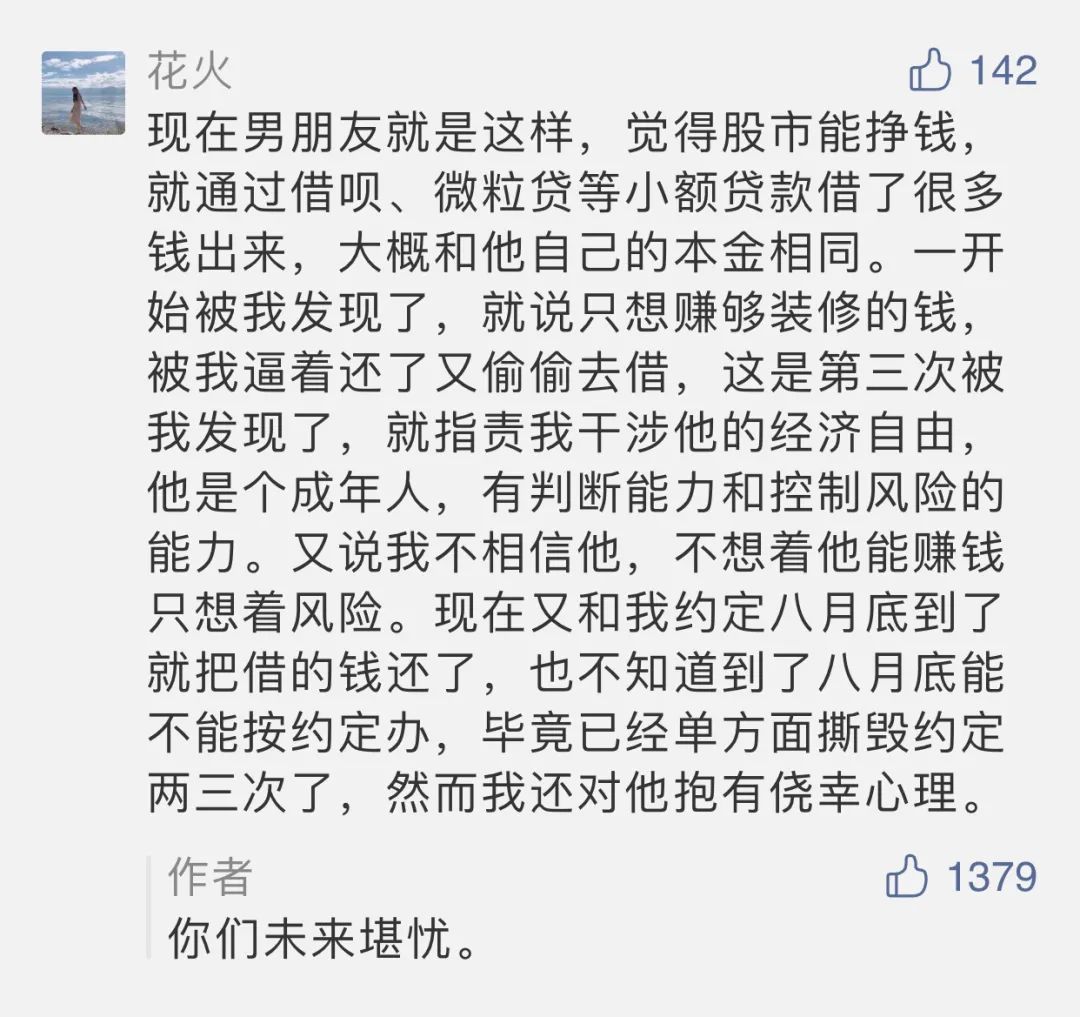 花火
142
现在男朋友就是这样，觉得股市能挣钱，
就通过借呗、微粒贷等小额贷款借了很多
钱出来，大概和他自己的本金相同。一开
始被我发现了，就说只想赚够装修的钱，
被我逼着还了又偷偷去借，这是第三次被
我发现了，就指责我干涉他的经济自由，
他是个成年人，有判断能力和控制风险的
能力。又说我不相信他，不想着他能赚钱
只想着风险。现在又和我约定八月底到了
就把借的钱还了，也不知道到了八月底能
不能按约定办，毕竟已经单方面撕毁约定
两三次了，然而我还对他抱有侥幸心理。
作者
1379
你们未来堪忧。